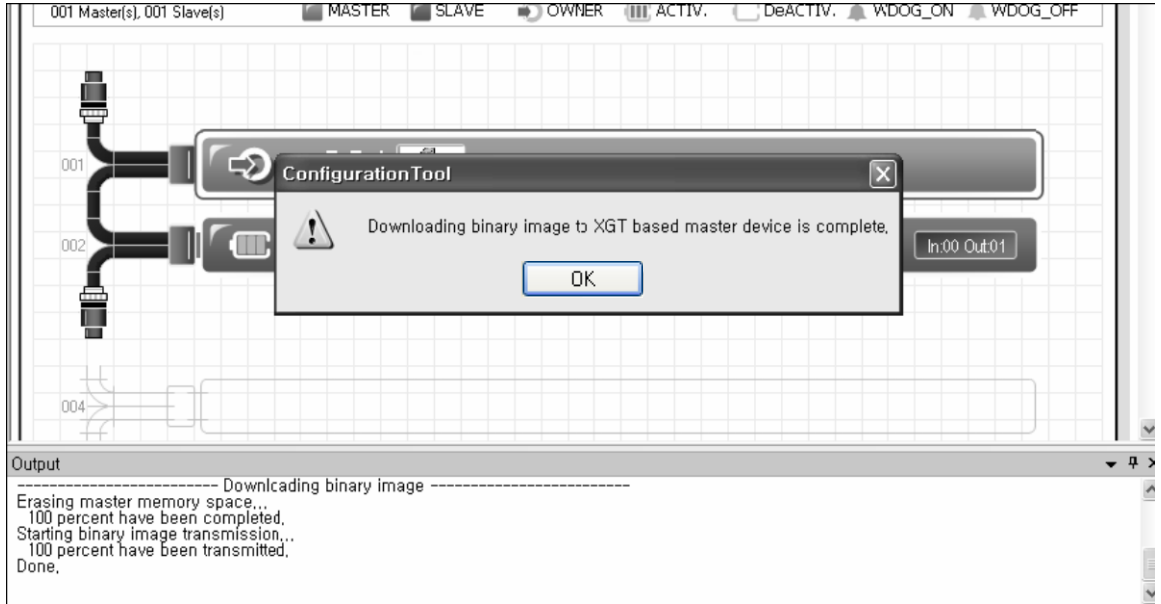 001 Master(s), 001 Slave(s) MASTER SLAVE OWNER ACTIV. DeACTIV. WDOG_ON WDOG_OFF
001
ConfigurationTool
Downloading binary image to XGT based master device is complete.
002
In:00 Out:01
OK
004
Output
------------------------- Downloading binary image -------------------------
Erasing master memory space...
100 percent have been completed.
Starting binary image transmission...
100 percent have been transmitted.
Done.